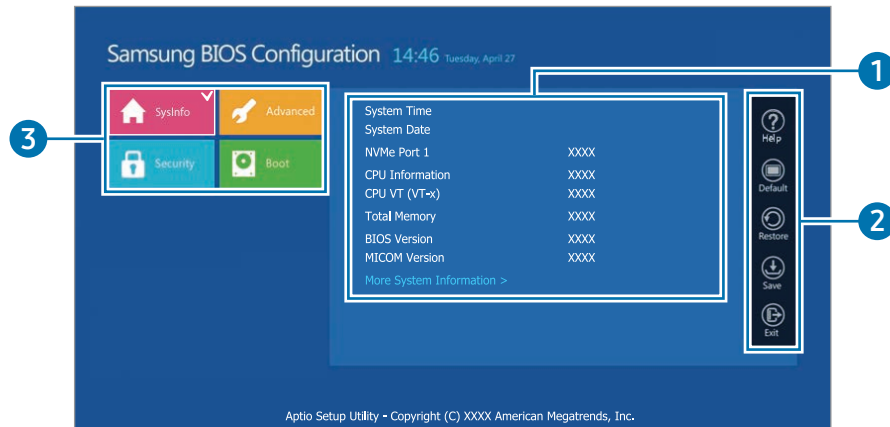 Samsung BIOS Configuration 14:46 Tuesday, April 27
1
SysInfo
Advanced
Security
Boot
3
System Time
System Date
NVMe Port 1 XXXX
CPU Information XXXX
CPU VT (VT-x) XXXX
Total Memory XXXX
BIOS Version XXXX
MICOM Version XXXX
More System Information >
Help
Default
Restore
Save
Exit
2
Aptio Setup Utility - Copyright (C) XXXX American Megatrends, Inc.